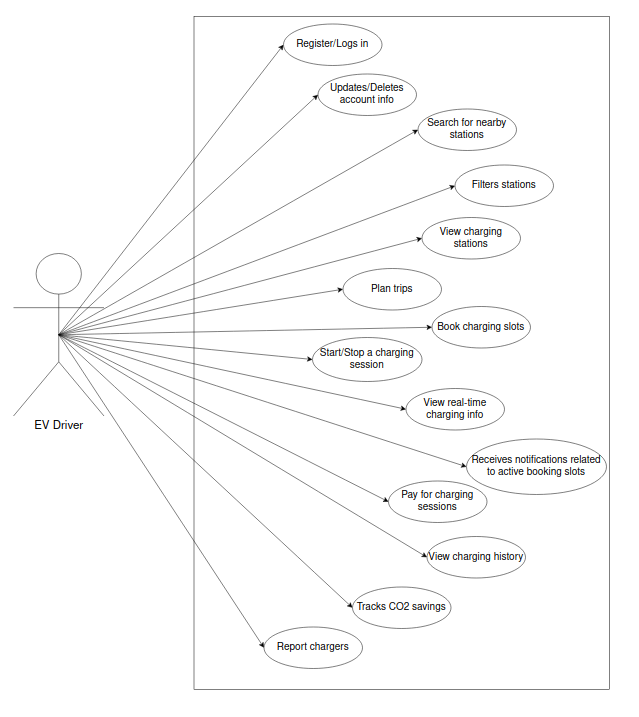 Register/Logs in
Updates/Deletes
account info
Search for nearby
stations
Filters stations
View charging
stations
Plan trips
Book charging slots
Start/Stop a charging
session
View real-time
charging info
EV Driver
Receives notifications related
to active booking slots
Pay for charging
sessions
View charging history
Tracks CO2 savings
Report chargers